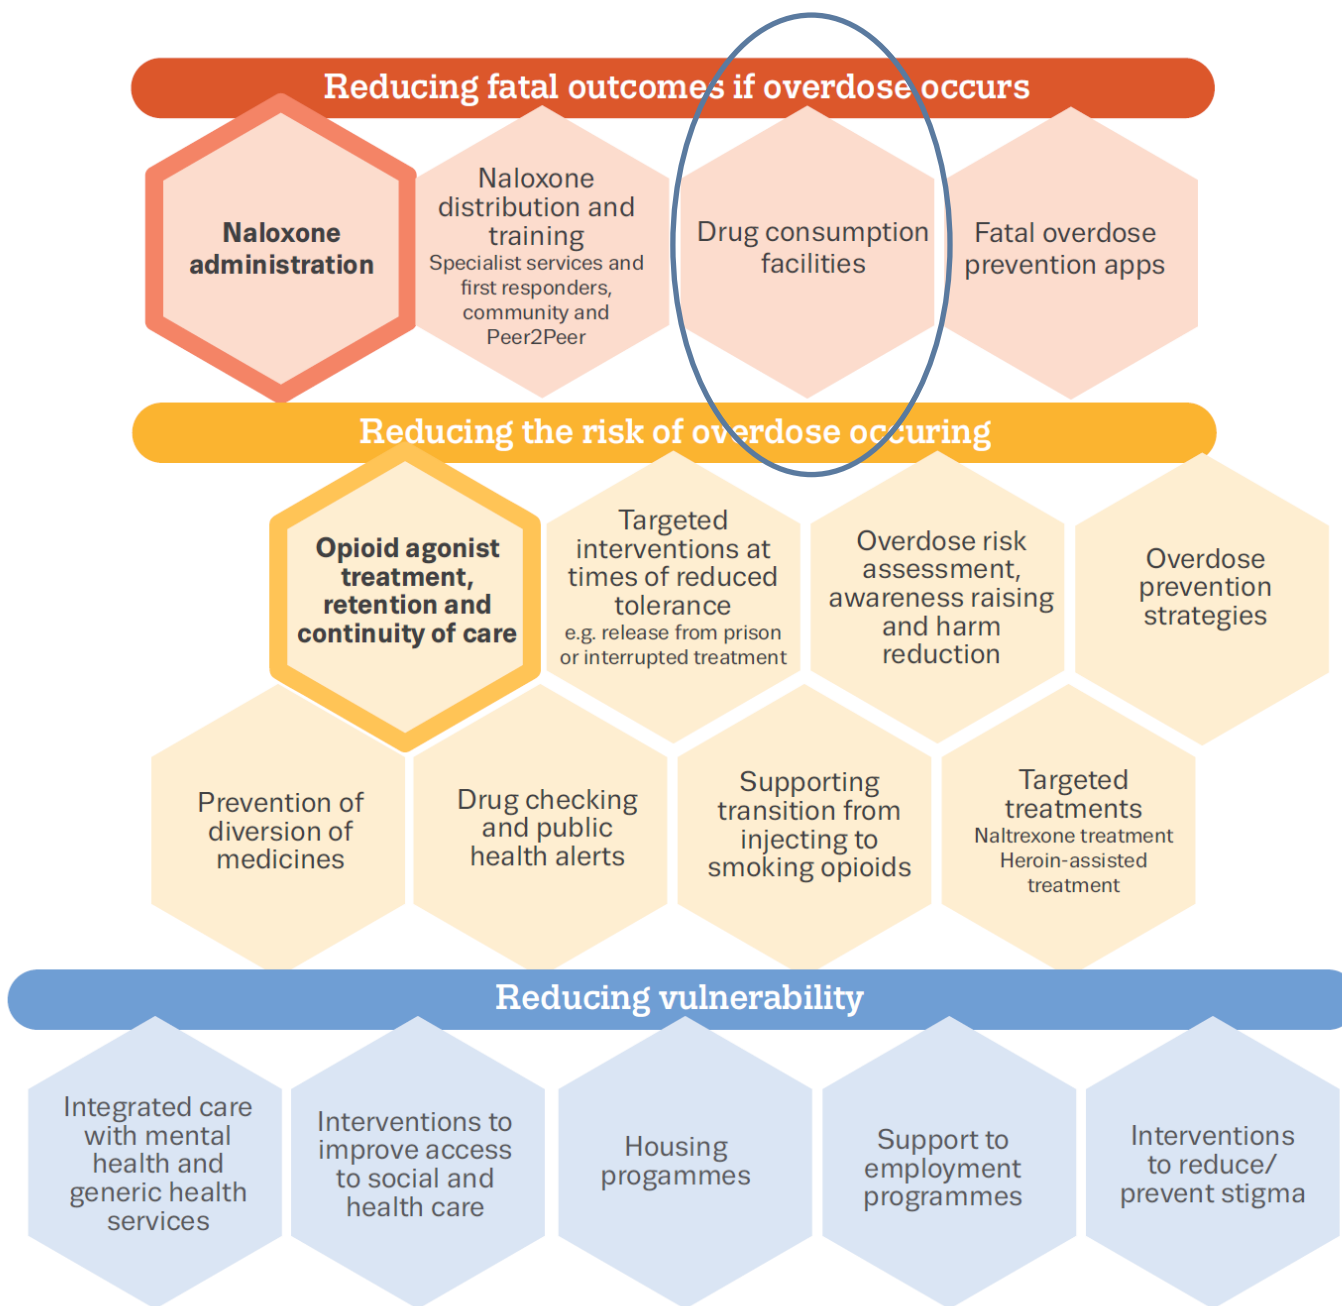 Reducing fatal outcomes if overdose occurs
Naloxone
administration
Naloxone
distribution and
training
Specialist services and
first responders,
community and
Peer2Peer
Drug consumption
facilities
Fatal overdose
prevention apps
Reducing the risk of overdose occuring
Opioid agonist
treatment,
retention and
continuity of care
Targeted
interventions at
times of reduced
tolerance
e.g. release from prison
or interrupted treatment
Overdose risk
assessment,
awareness raising
and harm
reduction
Overdose
prevention
strategies
Prevention of
diversion of
medicines
Drug checking
and public
health alerts
Supporting
transition from
injecting to
smoking opioids
Targeted
treatments
Naltrexone treatment
Heroin-assisted
treatment
Reducing vulnerability
Integrated care
with mental
health and
generic health
services
Interventions to
improve access
to social and
health care
Housing
progammes
Support to
employment
programmes
Interventions
to reduce/
prevent stigma